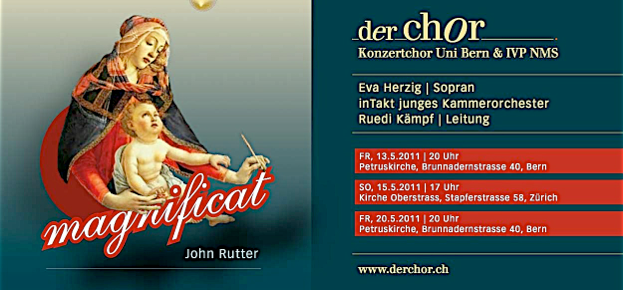 magnificat
John Rutter
der chor
Konzertchor Uni Bern & IVP NMS
Eva Herzig | Sopran
inTakt junges Kammerorchester
Ruedi Kämpf | Leitung
FR, 13.5.2011 | 20 Uhr
Petruskirche, Brunnadernstrasse 40, Bern
SO, 15.5.2011 | 17 Uhr
Kirche Oberstrass, Stapferstrasse 58, Zürich
FR, 20.5.2011 | 20 Uhr
Petruskirche, Brunnadernstrasse 40, Bern
www.derchor.ch